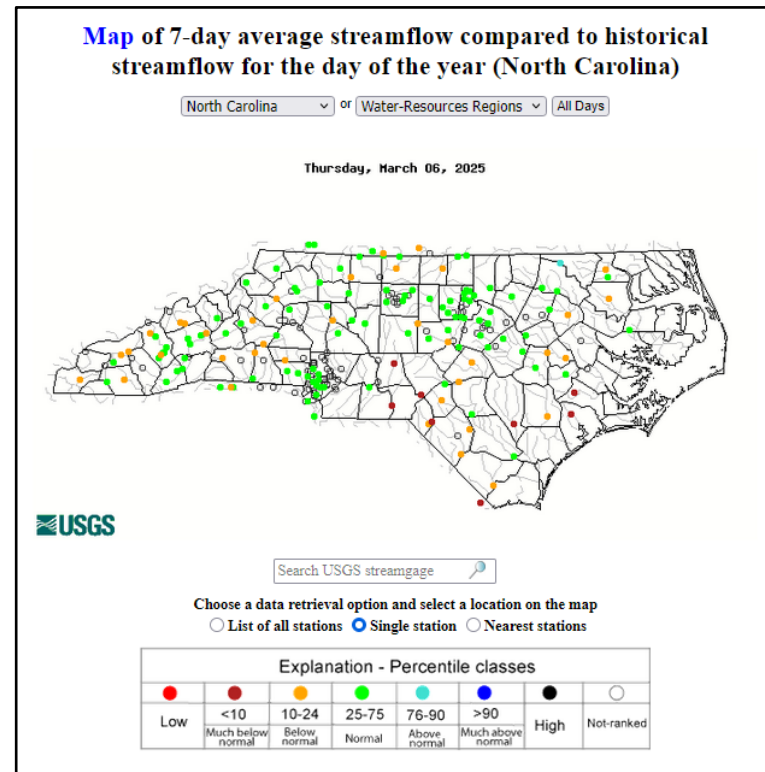 Map of 7-day average streamflow compared to historical
streamflow for the day of the year (North Carolina)
North Carolina or Water-Resources Regions All Days
Thursday, March 06, 2025
USGS
Search USGS streamgage
Choose a data retrieval option and select a location on the map
List of all stations Single station Nearest stations
Explanation - Percentile classes
Low <10 10-24 25-75 76-90 >90 High Not-ranked
Much below normal Below normal Normal Above normal Much above normal